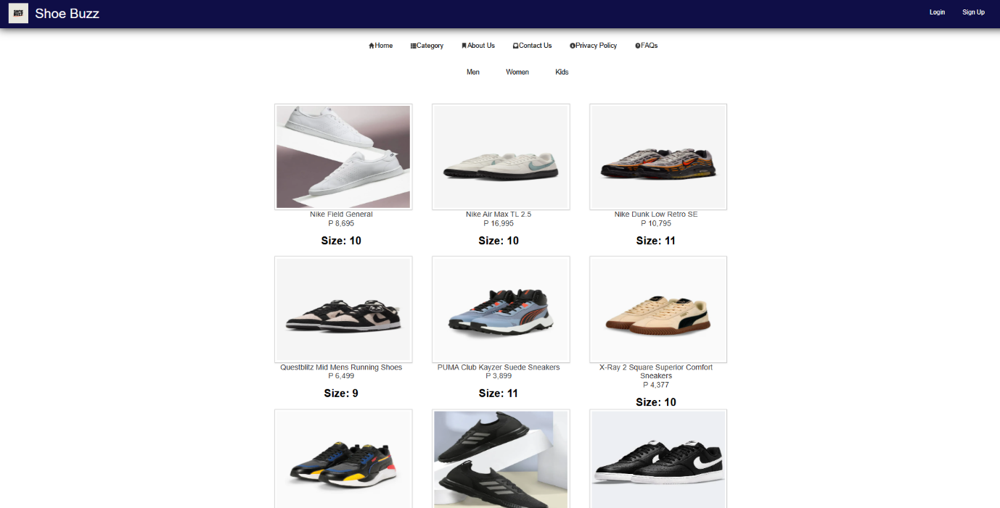 SHOE
BUZZ
Shoe Buzz
Login
Sign Up
Home
Category
About Us
Contact Us
Privacy Policy
FAQs
Men
Women
Kids
Nike Field General
P 8,695
Size: 10
Nike Air Max TL 2.5
P 16,995
Size: 10
Nike Dunk Low Retro SE
P 10,795
Size: 11
Questblitz Mid Mens Running Shoes
P 6,499
Size: 9
PUMA Club Kayzer Suede Sneakers
P 3,899
Size: 11
X-Ray 2 Square Superior Comfort
Sneakers
P 4,377
Size: 10